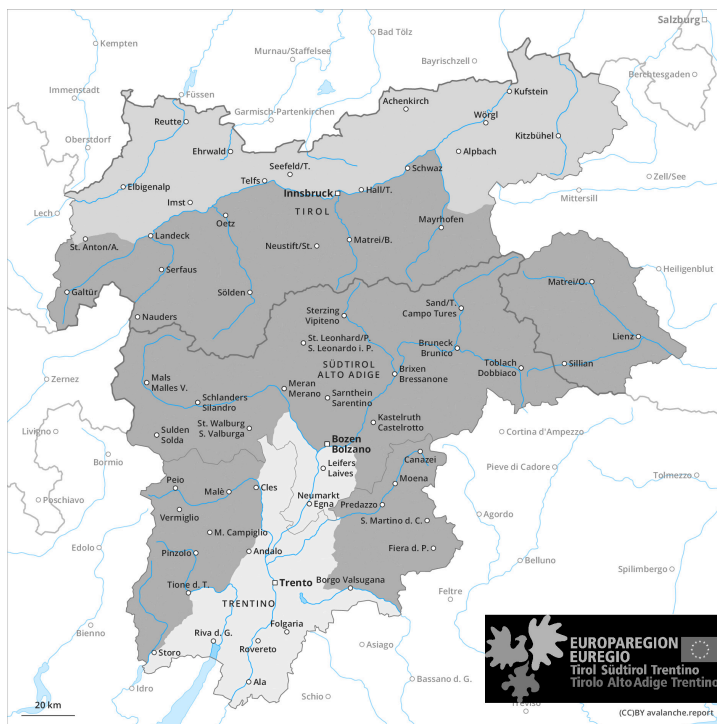 Salzburg
Kempten
Bad Tölz
Murnau/Staffelsee
Bayrischzell
Berchtesgaden
Immenstadt
Füssen
Garmisch-Partenkirchen
Achenkirch
Kufstein
Reutte
Wörgl
Oberstdorf
Ehrwald
Kitzbühel
Alpbach
Seefeld/T.
Schwaz
Telfs
Zell/See
Elbigenalp
Innsbruck
Hall/T.
Mittersill
Imst
Lech
TIROL
Oetz
Mayrhofen
Landeck
St. Anton/A.
Neustift/St.
Matrei/B.
Serfaus
Heiligenblut
Matrei/O.
Galtür
Sölden
Sand/T.
Campo Tures
Nauders
Sterzing
Vipiteno
Lienz
St. Leonhard/P.
S. Leonardo i. P.
Bruneck
Brunico
SÜDTIROL
ALTO ADIGE
Toblach
Dobbiaco
Sillian
Brixen
Bressanone
Zernez
Mals
Malles V.
Meran
Merano
Schlanders
Silandro
Sarnthein
Sarentino
St. Walburg
S. Valburga
Kastelruth
Castelrotto
Livigno
Sulden
Solda
Cortina d'Ampezzo
Bozen
Bolzano
Bormio
Canazei
Pieve di Cadore
Leifers
Laives
Tolmezzo
Peio
Malè
Cles
Moena
Poschiavo
Neumarkt
Egna
Predazzo
Vermiglio
Agordo
S. Martino d. C.
M. Campiglio
Edolo
Pinzolo
Andalo
Fiera d. P.
Belluno
Spilimbergo
Tione d. T.
Trento
Borgo Valsugana
Feltre
TRENTINO
Bienno
Folgaria
Riva d. G.
Rovereto
Asiago
Storo
Ala
Idro
Bassano d. G.
Schio
Treviso
EUROPAREGION
EUREGIO
Tirol Südtirol Trentino
Tirolo Alto Adige Trentino
20 km
(CC)BY avalanche.report